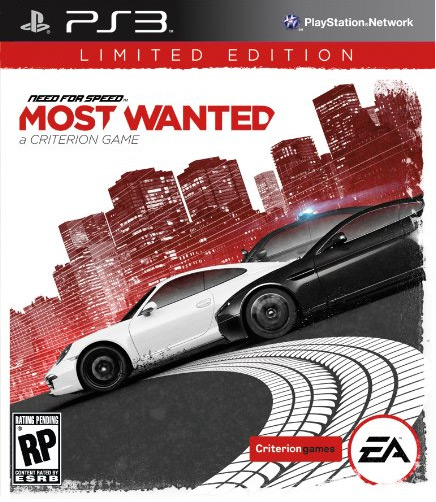 PS3
PlayStation Network
LIMITED EDITION
NEED FOR SPEED™
MOST WANTED
a CRITERION GAME
RATING PENDING
RP
CONTENT RATED BY
ESRB
Criteriongames
EA